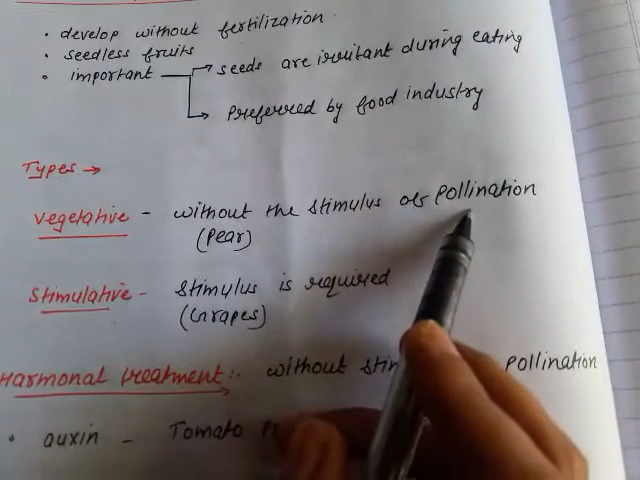 • develop without fertilization
• seedless fruits
• important → seeds are irritant during eating
→ Preferred by food industry
Types →
Vegetative - without the stimulus of pollination
(Pear)
Stimulative - Stimulus is required
(Grapes)
Harmonal treatment:- without pollination
• auxin - Tomato